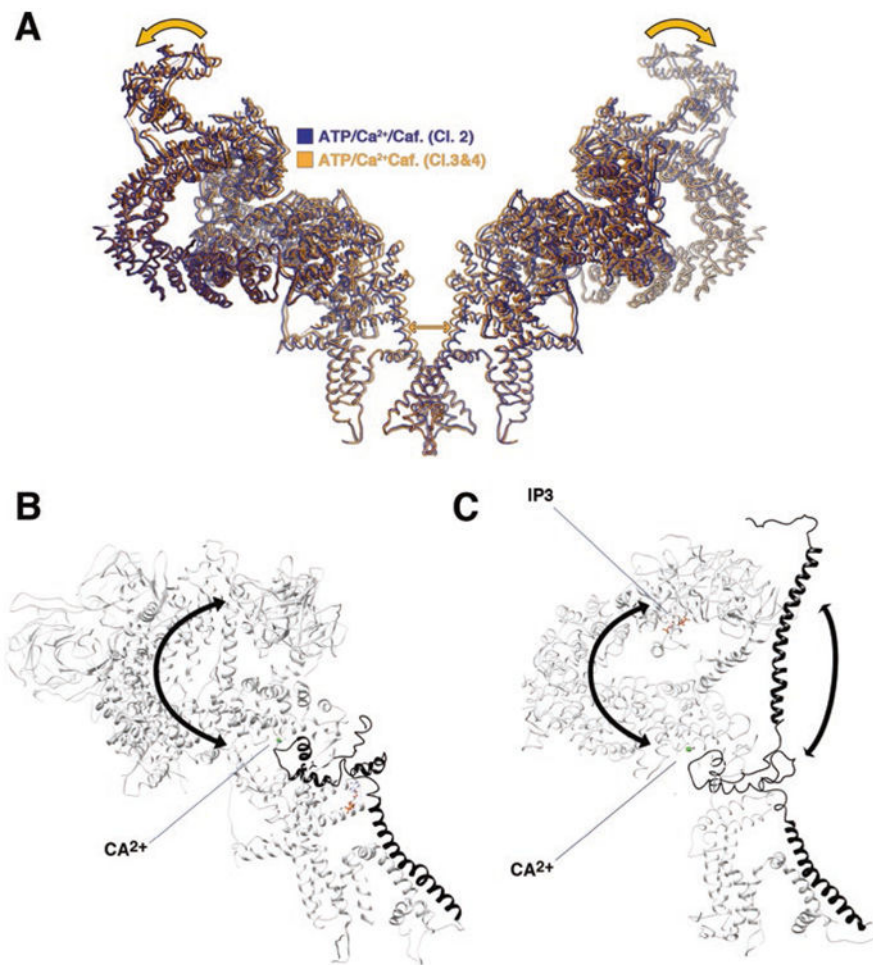 A
ATP/Ca²⁺/Caf. (Cl. 2)
ATP/Ca²⁺Caf. (Cl.3&4)
B
C
IP3
CA²⁺
CA²⁺